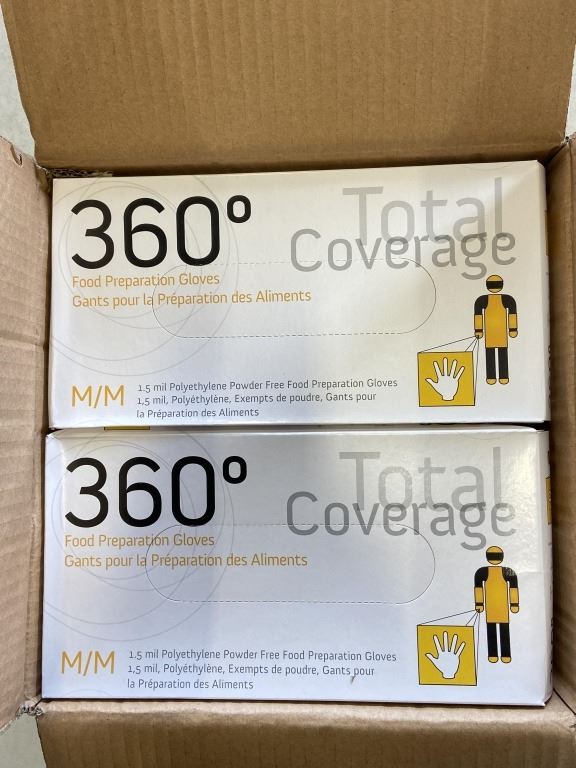 360°
Total
Coverage
Food Preparation Gloves
Gants pour la Préparation des Aliments
M/M
1.5 mil Polyethylene Powder Free Food Preparation Gloves
1,5 mil, Polyéthylène, Exempts de poudre, Gants pour
la Préparation des Aliments
360°
Total
Coverage
Food Preparation Gloves
Gants pour la Préparation des Aliments
M/M
1.5 mil Polyethylene Powder Free Food Preparation Gloves
1,5 mil, Polyéthylène, Exempts de poudre, Gants pour
la Préparation des Aliments